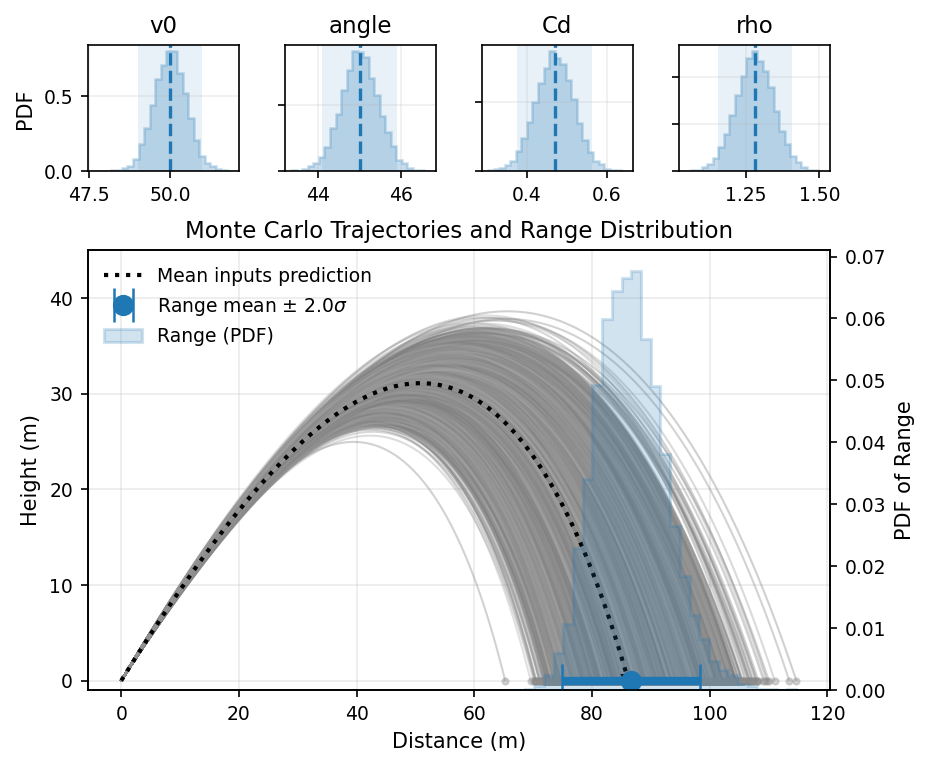 v0 angle Cd rho
PDF
0.5
0.0
47.5 50.0 44 46 0.4 0.6 1.25 1.50
Monte Carlo Trajectories and Range Distribution
Mean inputs prediction
Range mean ± 2.0σ
Range (PDF)
Height (m)
40
30
20
10
0
0 20 40 60 80 100 120
Distance (m)
0.07
0.06
0.05
0.04
0.03
0.02
0.01
0.00
PDF of Range